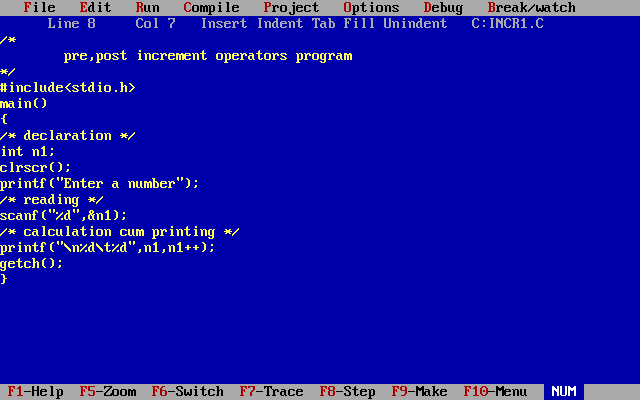 File Edit Run Compile Project Options Debug Break/watch
Line 8 Col 7 Insert Indent Tab Fill Unindent C:INCR1.C
/*
pre,post increment operators program
*/
#include<stdio.h>
main()
{
/* declaration */
int n1;
clrscr();
printf("Enter a number");
/* reading */
scanf("%d",&n1);
/* calculation cum printing */
printf("\n%d\t%d",n1,n1++);
getch();
}
F1-Help F5-Zoom F6-Switch F7-Trace F8-Step F9-Make F10-Menu NUM